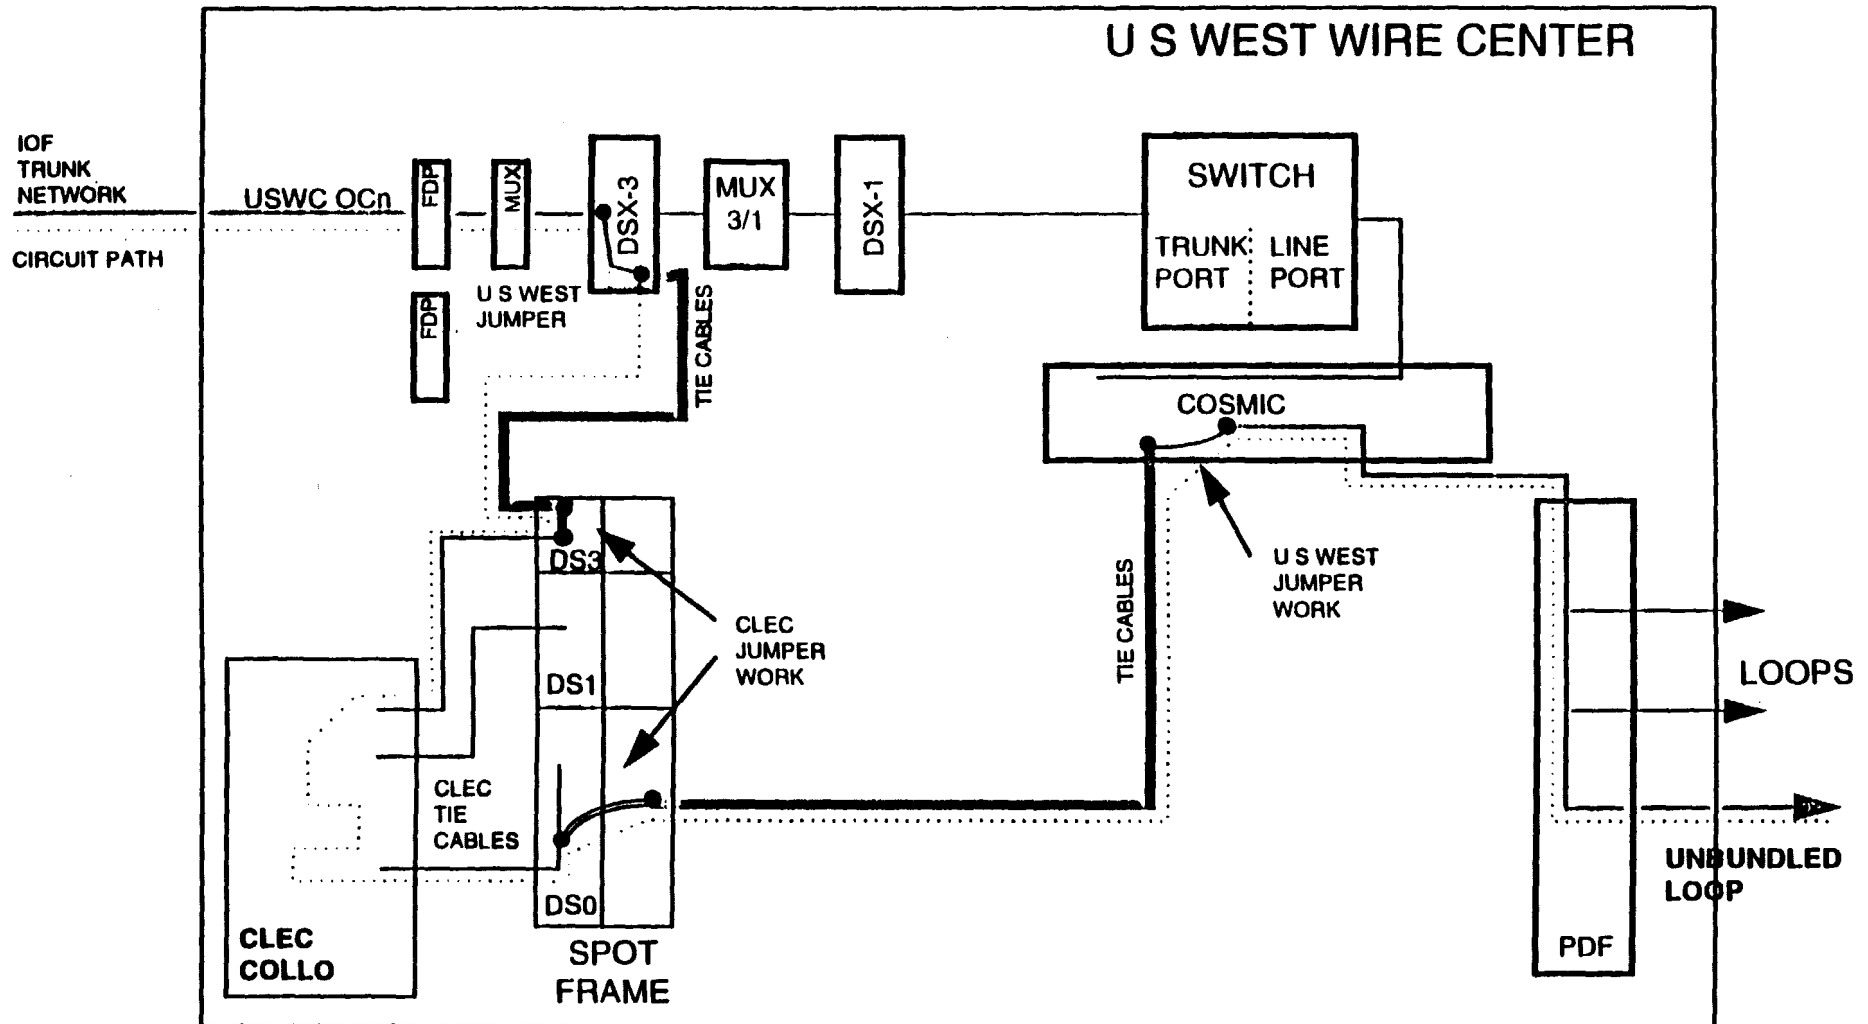 U S WEST WIRE CENTER
IOF
TRUNK
NETWORK
USWC OCn
CIRCUIT PATH
FDP
MUX
DSX-3
MUX
3/1
DSX-1
SWITCH
TRUNK
PORT
LINE
PORT
FDP
U S WEST
JUMPER
TIE CABLES
COSMIC
U S WEST
JUMPER
WORK
TIE CABLES
DS3
CLEC
JUMPER
WORK
DS1
LOOPS
CLEC
TIE
CABLES
DS0
UNBUNDLED
LOOP
CLEC
COLLO
SPOT
FRAME
PDF